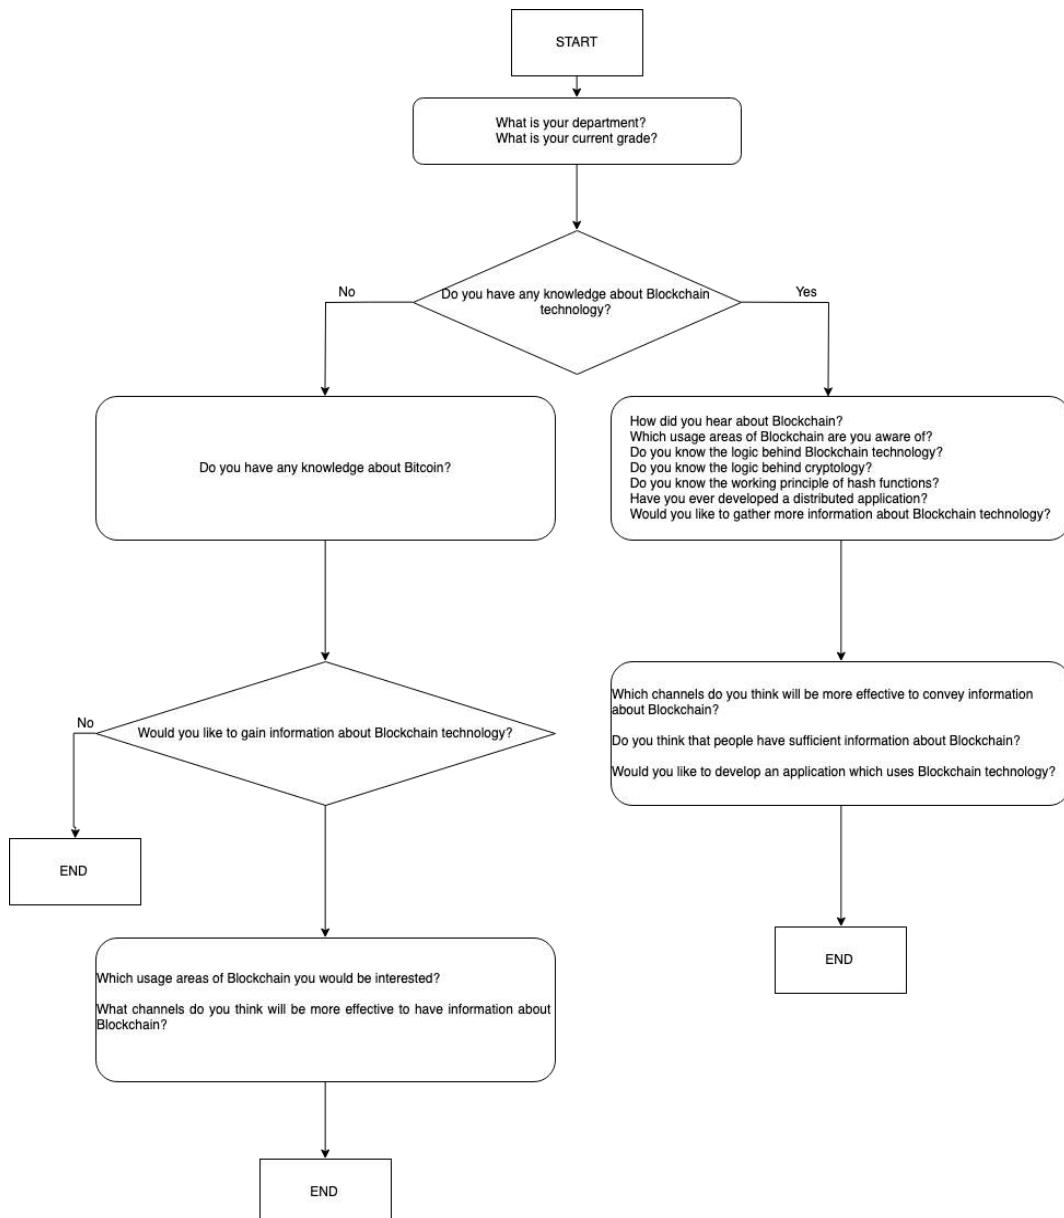 START
What is your department?
What is your current grade?
Do you have any knowledge about Blockchain
technology?
No
Yes
Do you have any knowledge about Bitcoin?
How did you hear about Blockchain?
Which usage areas of Blockchain are you aware of?
Do you know the logic behind Blockchain technology?
Do you know the logic behind cryptology?
Do you know the working principle of hash functions?
Have you ever developed a distributed application?
Would you like to gather more information about Blockchain technology?
Would you like to gain information about Blockchain technology?
No
Which channels do you think will be more effective to convey information
about Blockchain?
Do you think that people have sufficient information about Blockchain?
Would you like to develop an application which uses Blockchain technology?
END
Which usage areas of Blockchain you would be interested?
What channels do you think will be more effective to have information about
Blockchain?
END
END